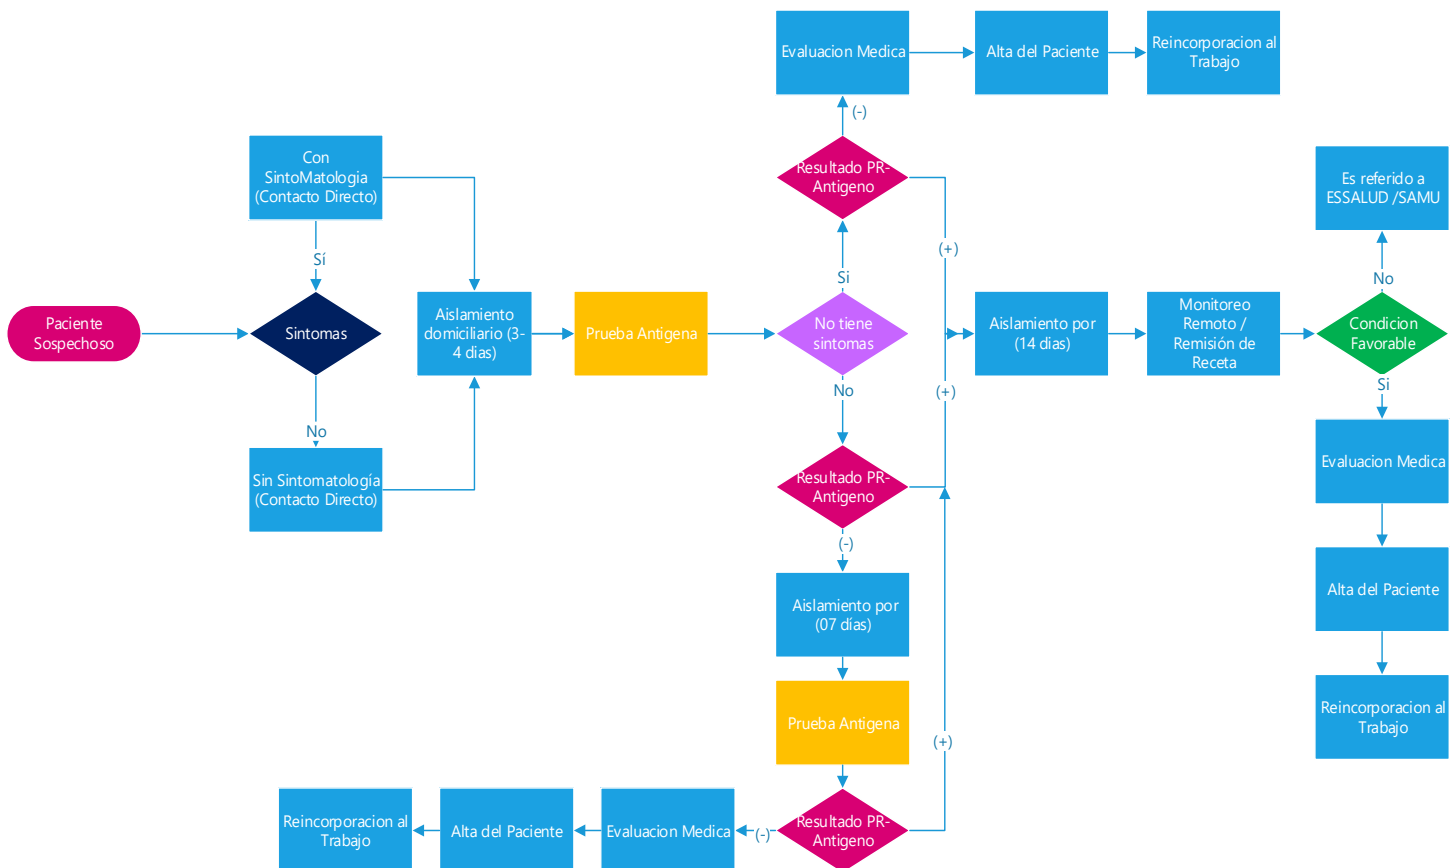 Evaluacion Medica
Alta del Paciente
Reincorporacion al
Trabajo
(-)
Con
SintoMatologia
(Contacto Directo)
Resultado PR-
Antigeno
Es referido a
ESSALUD /SAMU
Sí
(+)
Si
No
Paciente
Sospechoso
Sintomas
Aislamiento
domiciliario (3-
4 dias)
Prueba Antigena
No tiene
sintomas
Aislamiento por
(14 dias)
Monitoreo
Remoto /
Remisión de
Receta
Condicion
Favorable
No
No
(+)
Si
Sin Sintomatología
(Contacto Directo)
Resultado PR-
Antigeno
Evaluacion Medica
(-)
Aislamiento por
(07 días)
Alta del Paciente
Prueba Antigena
(+)
Reincorporacion al
Trabajo
Reincorporacion al
Trabajo
Alta del Paciente
Evaluacion Medica
(-)
Resultado PR-
Antigeno